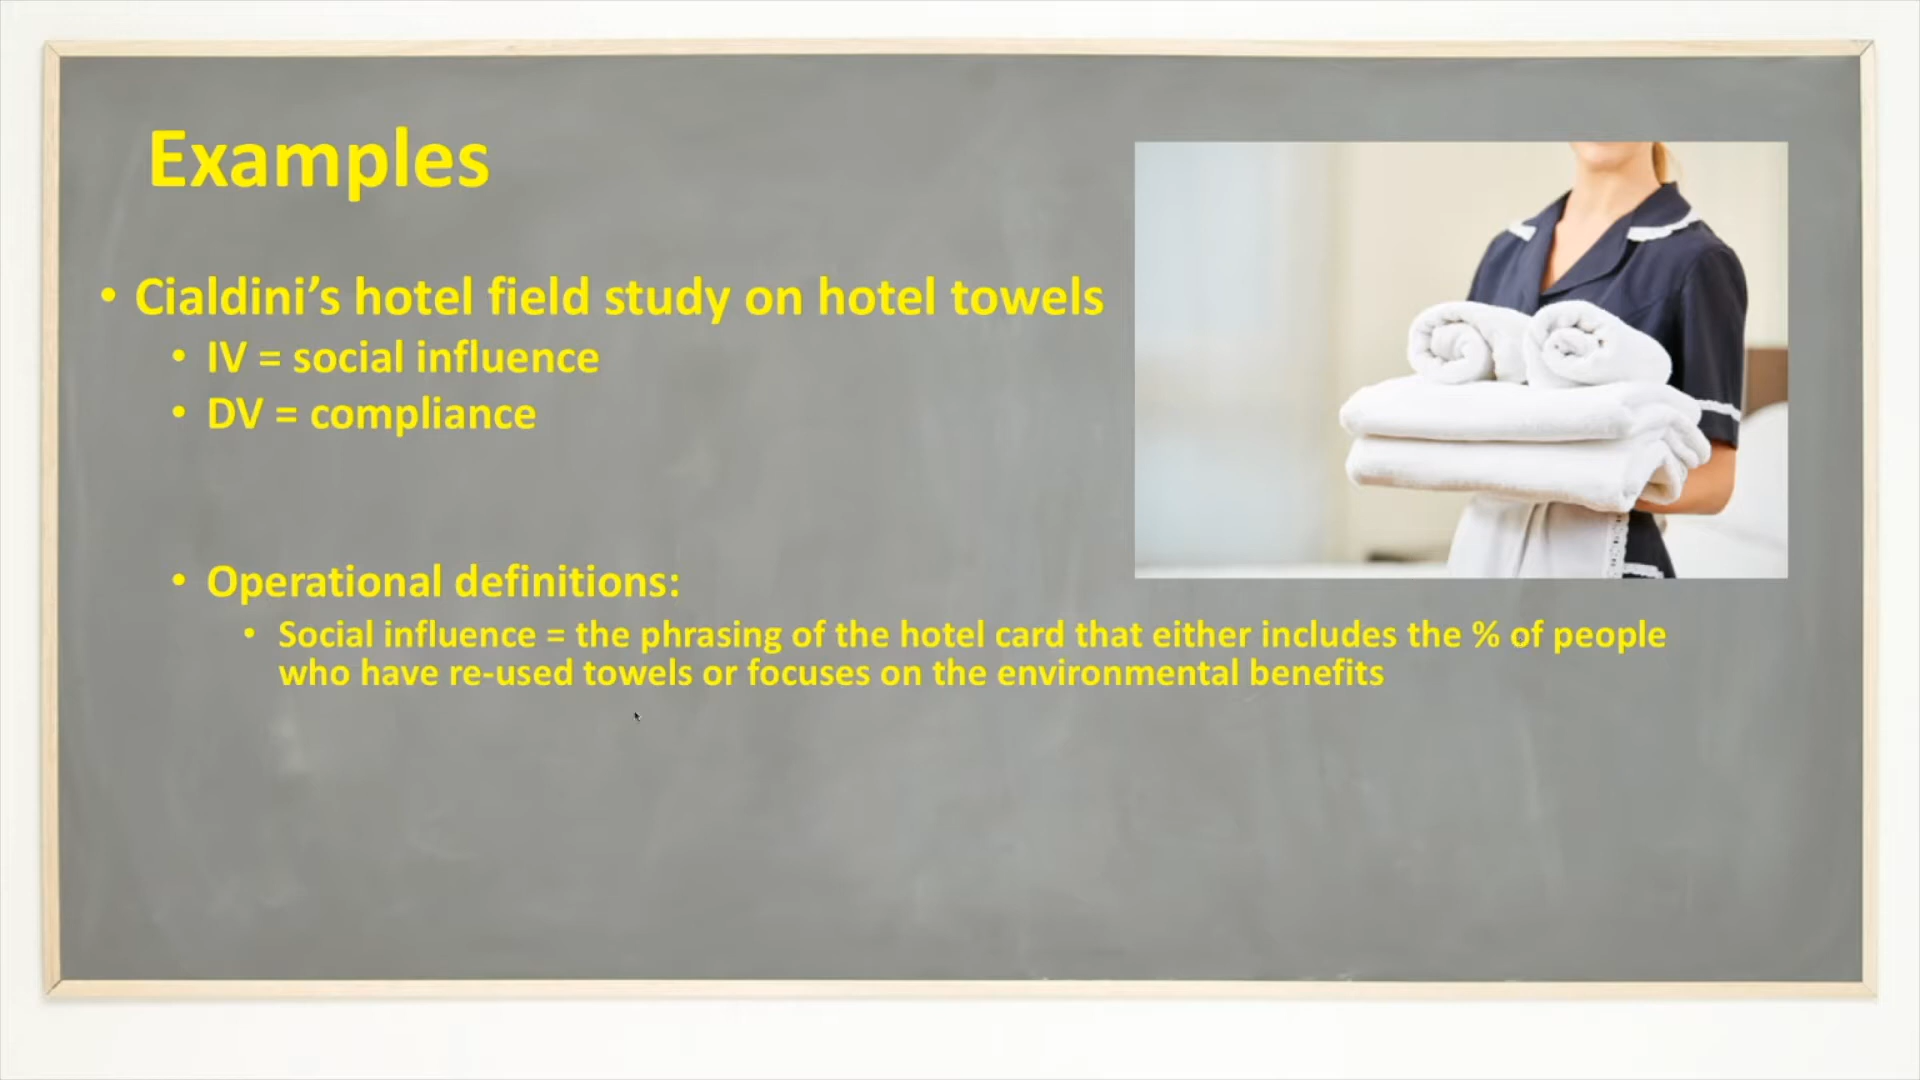 Examples
• Cialdini’s hotel field study on hotel towels
• IV = social influence
• DV = compliance
• Operational definitions:
• Social influence = the phrasing of the hotel card that either includes the % of people
who have re-used towels or focuses on the environmental benefits